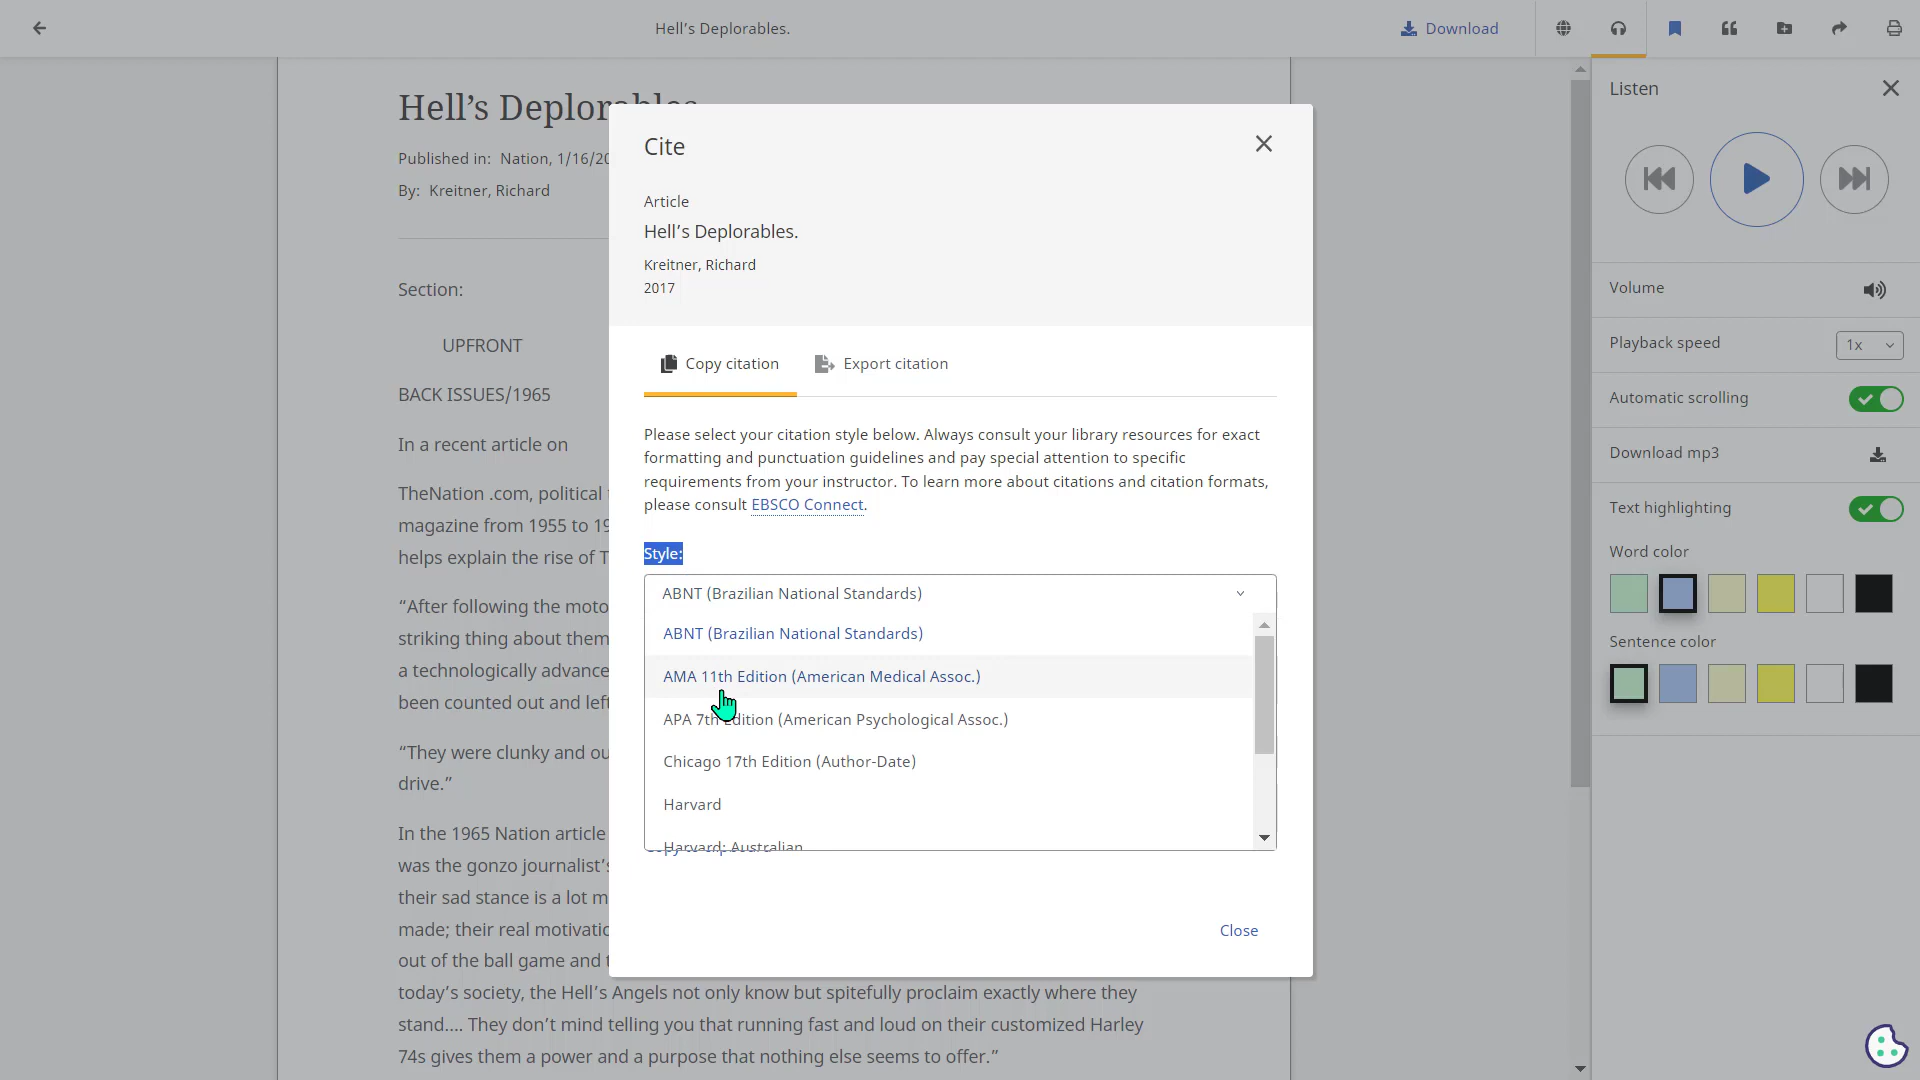 Hell's Deplorables.
Download
Hell's Deplorables.
Published in: Nation, 1/16/20
By: Kreitner, Richard
Section:
UPFRONT
BACK ISSUES/1965
In a recent article on
TheNation .com, political
magazine from 1955 to 19
helps explain the rise of T
"After following the moto
striking thing about them
a technologically advance
been counted out and left
"They were clunky and ou
drive."
In the 1965 Nation article
was the gonzo journalist's
their sad stance is a lot m
made; their real motivatio
out of the ball game and t
today's society, the Hell's Angels not only know but spitefully proclaim exactly where they
stand.... They don't mind telling you that running fast and loud on their customized Harley
74s gives them a power and a purpose that nothing else seems to offer."
Cite
Article
Hell's Deplorables.
Kreitner, Richard
2017
Copy citation
Export citation
Please select your citation style below. Always consult your library resources for exact
formatting and punctuation guidelines and pay special attention to specific
requirements from your instructor. To learn more about citations and citation formats,
please consult EBSCO Connect.
Style:
ABNT (Brazilian National Standards)
ABNT (Brazilian National Standards)
AMA 11th Edition (American Medical Assoc.)
APA 7th Edition (American Psychological Assoc.)
Chicago 17th Edition (Author-Date)
Harvard
Harvard: Australian
Close
Listen
Volume
Playback speed
1x
Automatic scrolling
Download mp3
Text highlighting
Word color
Sentence color